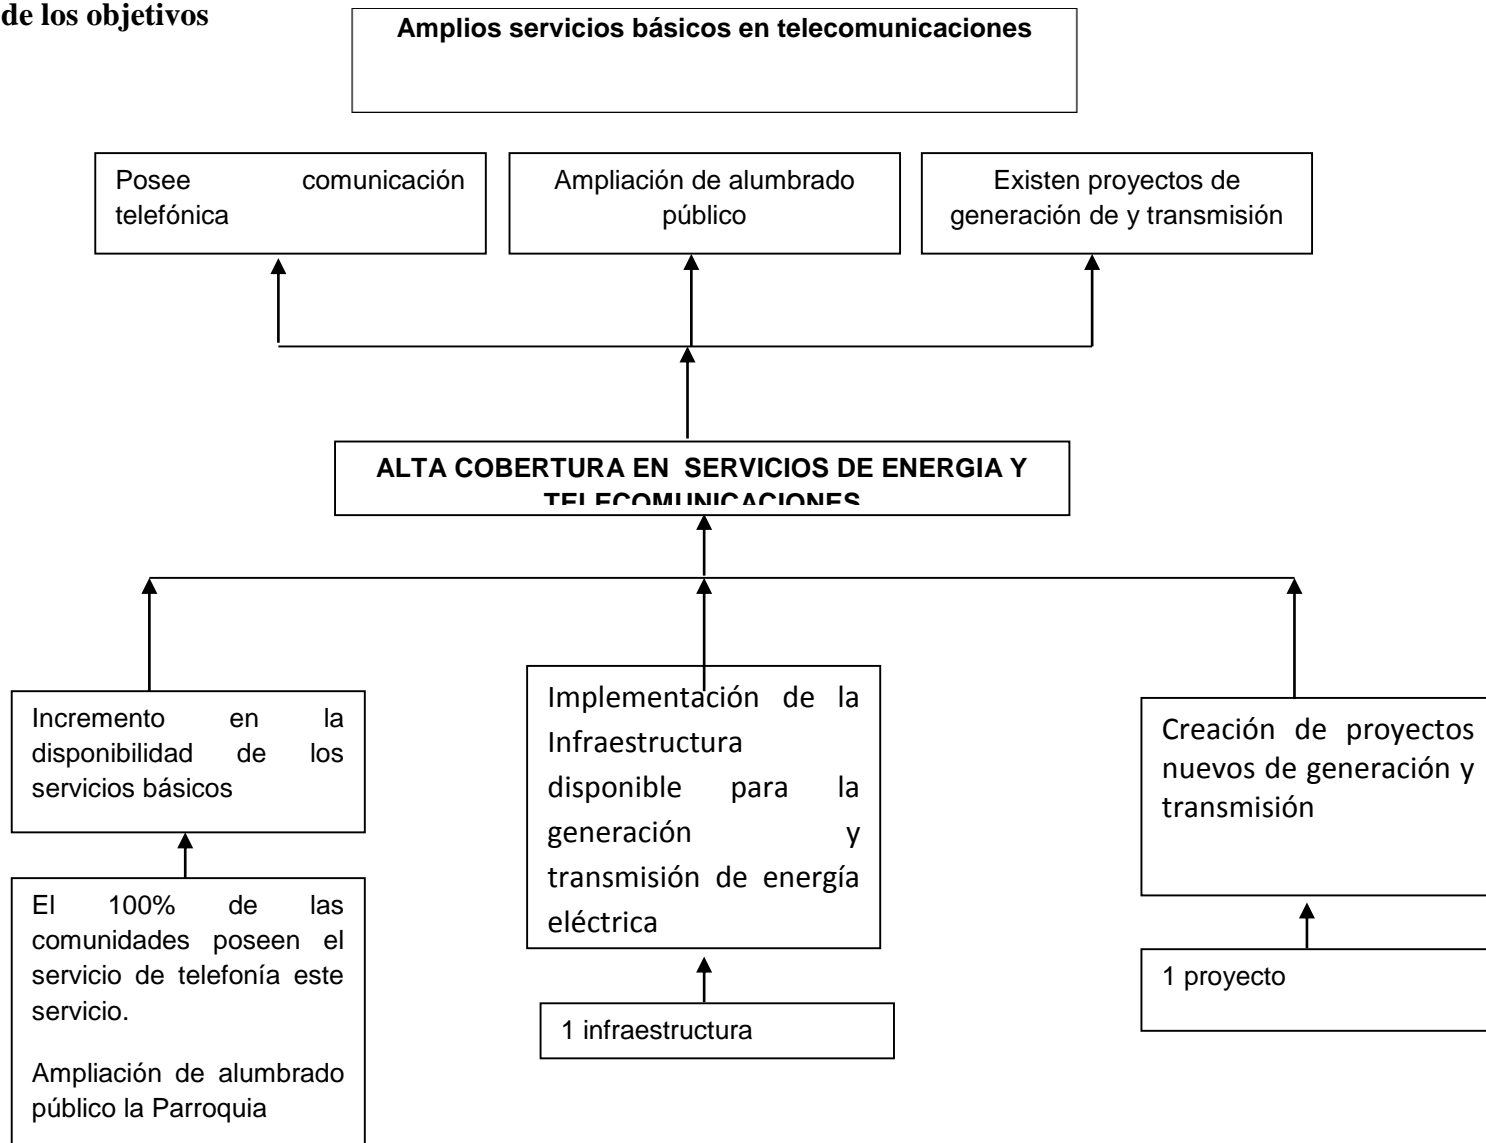 de los objetivos
Amplios servicios básicos en telecomunicaciones
Posee comunicación
telefónica
Ampliación de alumbrado
público
Existen proyectos de
generación de y transmisión
ALTA COBERTURA EN SERVICIOS DE ENERGIA Y
TELECOMUNICACIONES
Incremento en la
disponibilidad de los
servicios básicos
Implementación de la
Infraestructura
disponible para la
generación y
transmisión de energía
eléctrica
Creación de proyectos
nuevos de generación y
transmisión
El 100% de las
comunidades poseen el
servicio de telefonía este
servicio.
Ampliación de alumbrado
público la Parroquia
1 infraestructura
1 proyecto